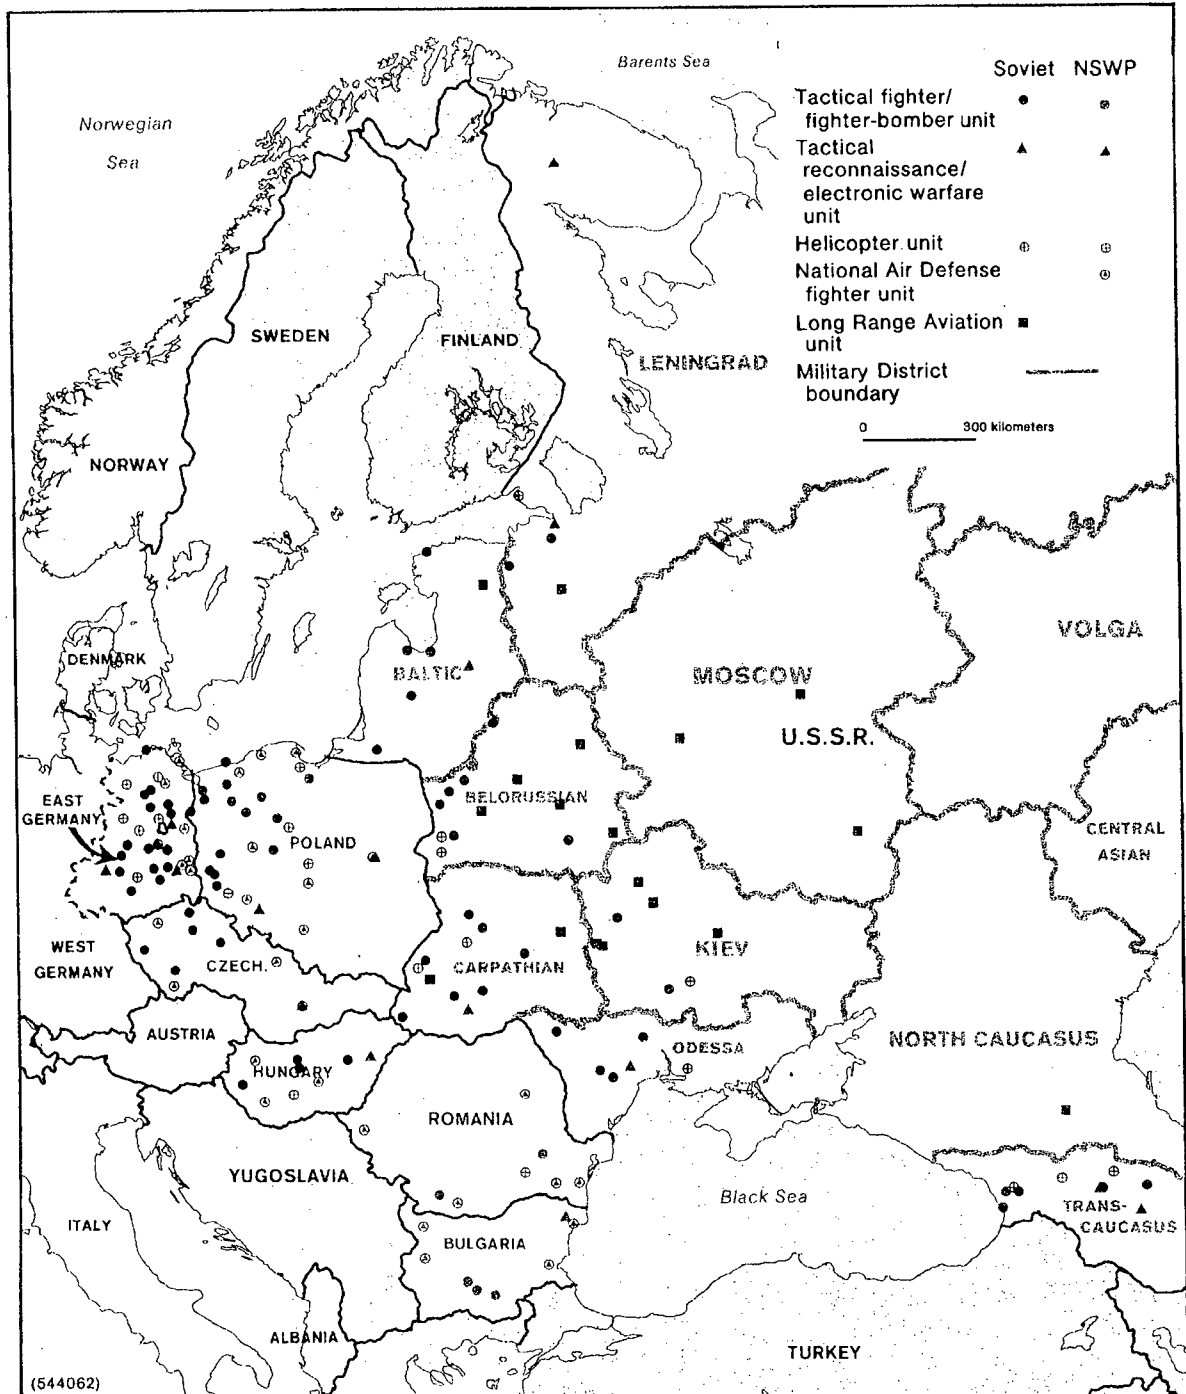 Barents Sea
Norwegian
Sea
Soviet NSWP
Tactical fighter/
fighter-bomber unit
Tactical
reconnaissance/
electronic warfare
unit
Helicopter unit
National Air Defense
fighter unit
Long Range Aviation
unit
Military District
boundary
0 300 kilometers
SWEDEN
FINLAND
LENINGRAD
NORWAY
VOLGA
DENMARK
BALTIC
MOSCOW
U.S.S.R.
EAST
GERMANY
BELORUSSIAN
POLAND
CENTRAL
ASIAN
WEST
GERMANY
CZECH.
CARPATHIAN
KIEV
AUSTRIA
HUNGARY
ODESSA
NORTH CAUCASUS
ROMANIA
YUGOSLAVIA
Black Sea
ITALY
TRANS-
CAUCASUS
BULGARIA
ALBANIA
TURKEY
(544062)